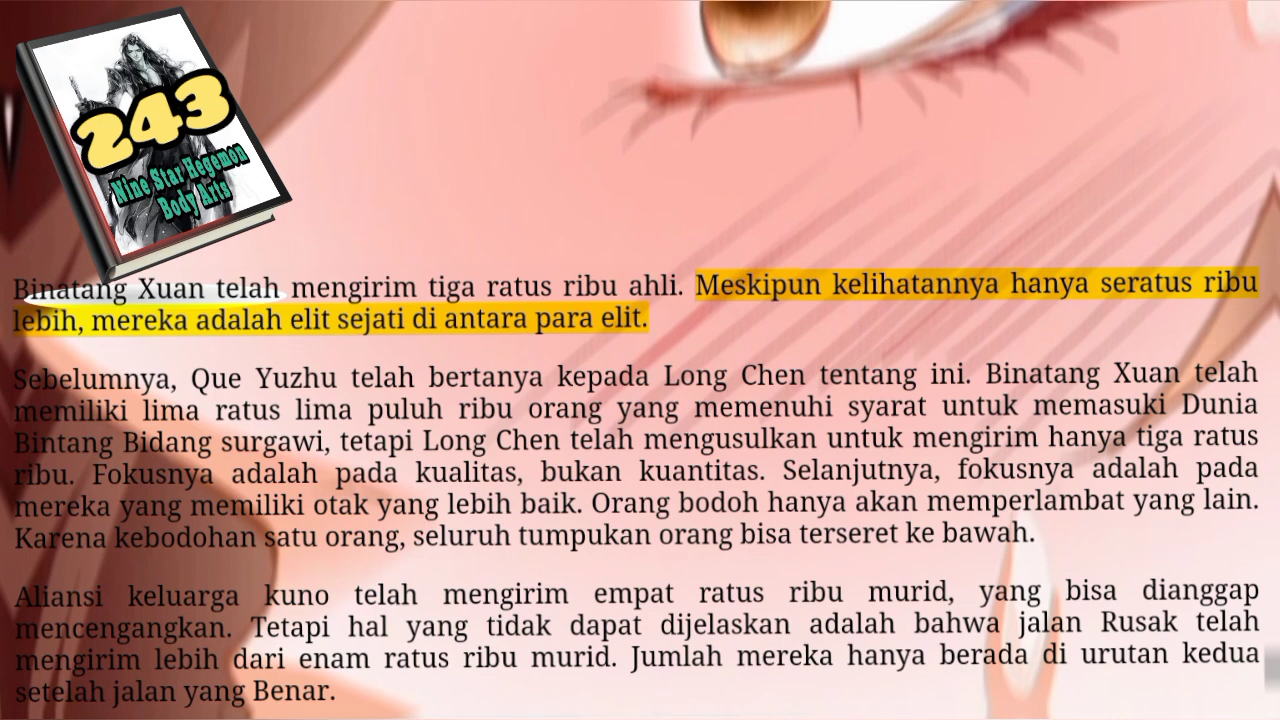 243
Nine Star Hegemon
Body Arts
Binatang Xuan telah mengirim tiga ratus ribu ahli. Meskipun kelihatannya hanya seratus ribu
lebih, mereka adalah elit sejati di antara para elit.
Sebelumnya, Que Yuzhu telah bertanya kepada Long Chen tentang ini. Binatang Xuan telah
memiliki lima ratus lima puluh ribu orang yang memenuhi syarat untuk memasuki Dunia
Bintang Bidang surgawi, tetapi Long Chen telah mengusulkan untuk mengirim hanya tiga ratus
ribu. Fokusnya adalah pada kualitas, bukan kuantitas. Selanjutnya, fokusnya adalah pada
mereka yang memiliki otak yang lebih baik. Orang bodoh hanya akan memperlambat yang lain.
Karena kebodohan satu orang, seluruh tumpukan orang bisa terseret ke bawah.
Aliansi keluarga kuno telah mengirim empat ratus ribu murid, yang bisa dianggap
mencengangkan. Tetapi hal yang tidak dapat dijelaskan adalah bahwa jalan Rusak telah
mengirim lebih dari enam ratus ribu murid. Jumlah mereka hanya berada di urutan kedua
setelah jalan yang Benar.